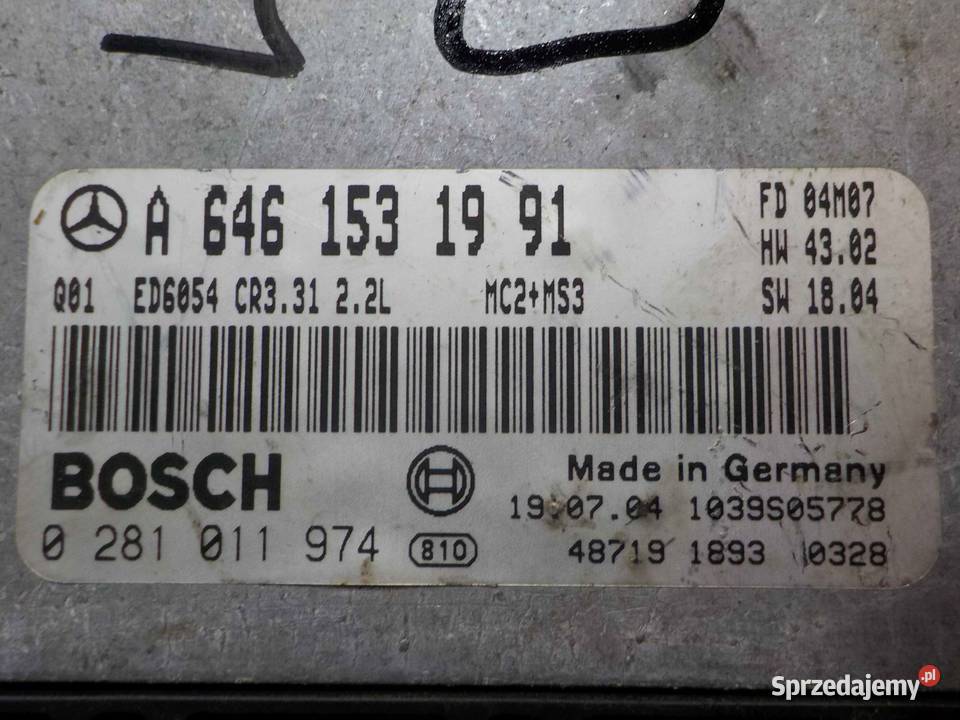 A 646 153 19 91
FD 04M07
HW 43.02
Q01 ED6054 CR3.31 2.2L MC2+MS3 SW 18.04
BOSCH
Made in Germany
19.07.04 1039S05778
0 281 011 974 810
48719 1893 0328
Sprzedajemy.pl